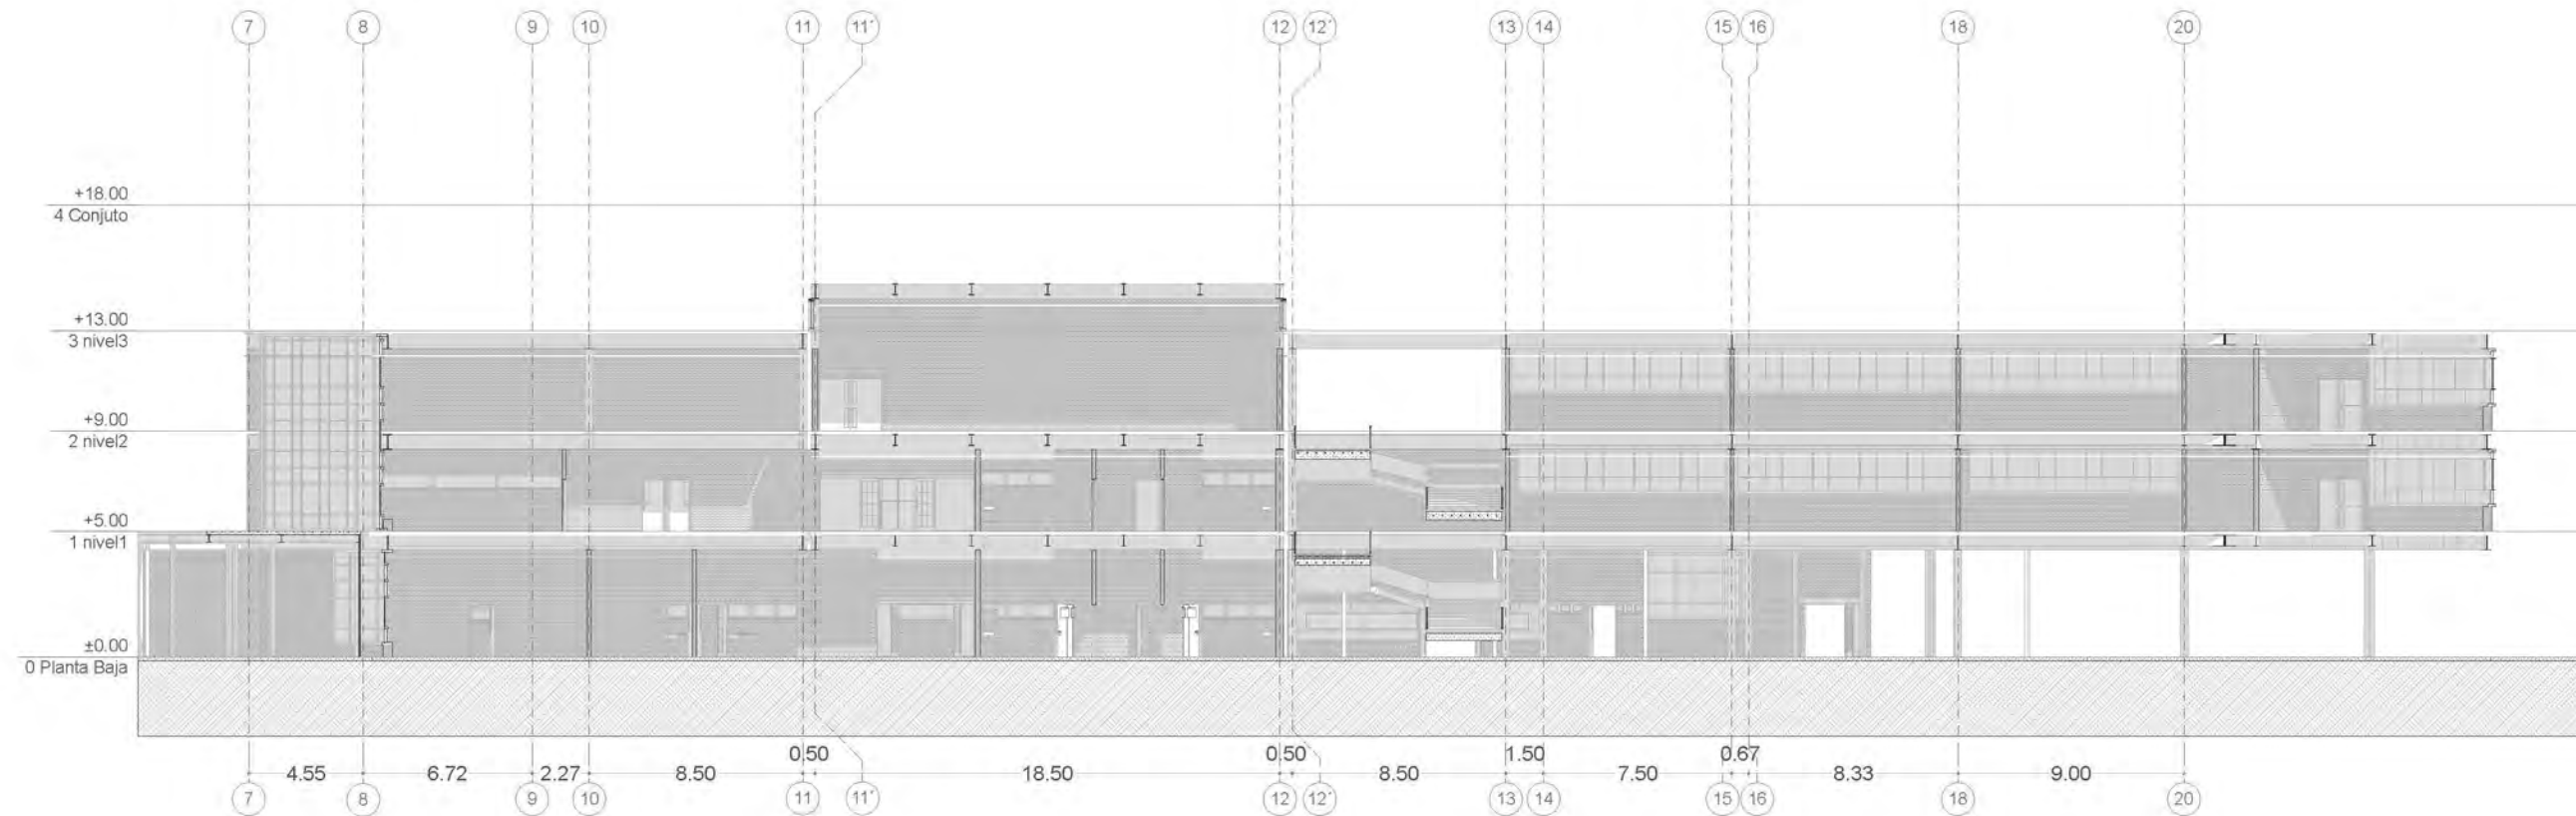 7 8 9 10 11 11´ 12 12´ 13 14 15 16 18 20
+18.00
4 Conjuto
+13.00
3 nivel3
+9.00
2 nivel2
+5.00
1 nivel1
±0.00
0 Planta Baja
0.50 0.50 1.50 0.67
4.55 6.72 2.27 8.50 18.50 8.50 7.50 8.33 9.00
7 8 9 10 11 11´ 12 12´ 13 14 15 16 18 20